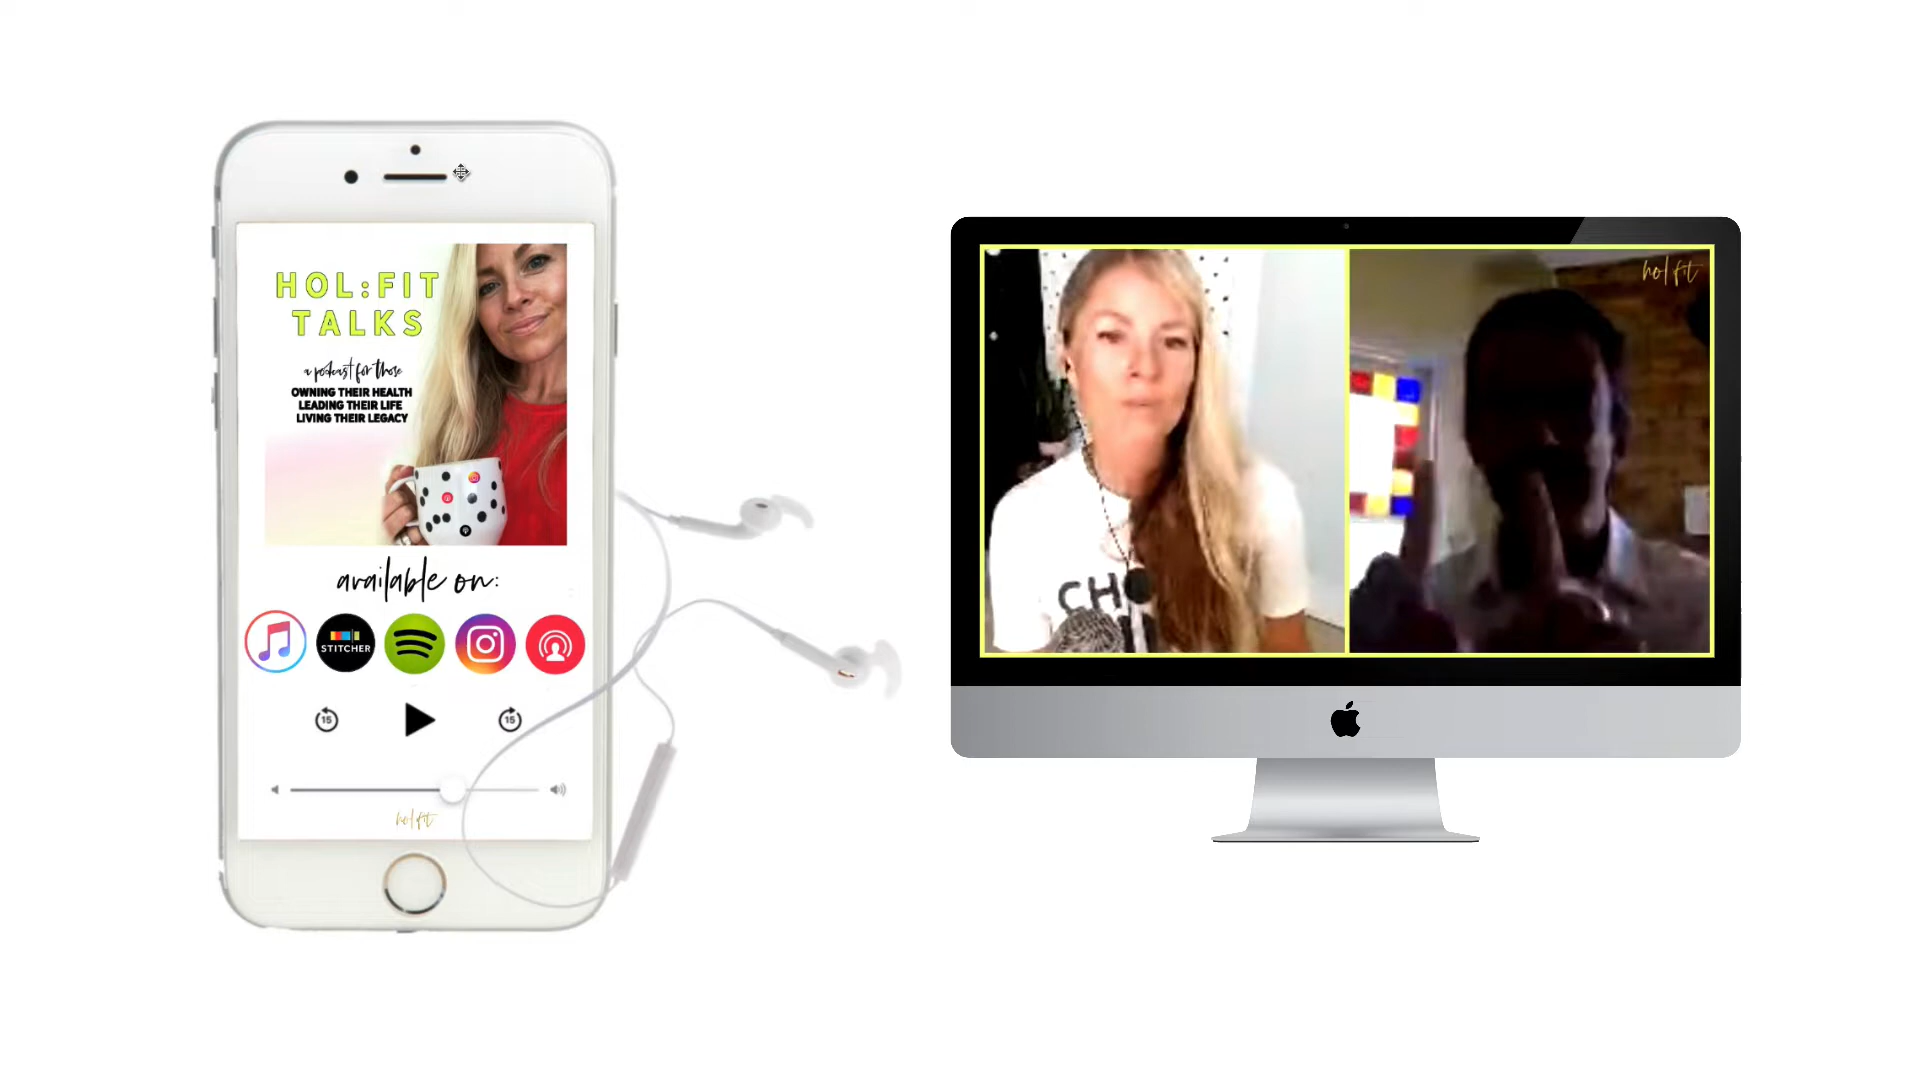 HOL:FIT
TALKS
a podcast for those
OWNING THEIR HEALTH
LEADING THEIR LIFE
LIVING THEIR LEGACY
available on:
STITCHER
15
15
hol fit
hol fit
CHO